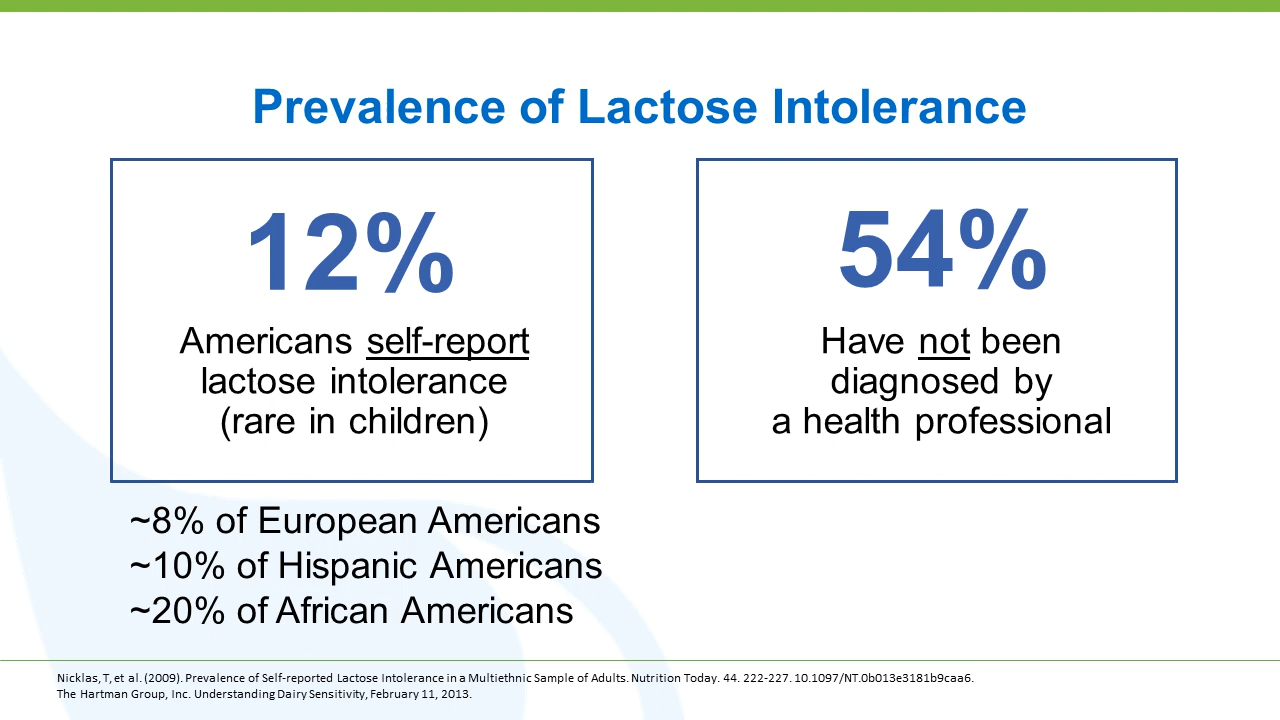 Prevalence of Lactose Intolerance
12%
Americans self-report
lactose intolerance
(rare in children)
54%
Have not been
diagnosed by
a health professional
~8% of European Americans
~10% of Hispanic Americans
~20% of African Americans
Nicklas, T, et al. (2009). Prevalence of Self-reported Lactose Intolerance in a Multiethnic Sample of Adults. Nutrition Today. 44. 222-227. 10.1097/NT.0b013e3181b9caa6.
The Hartman Group, Inc. Understanding Dairy Sensitivity, February 11, 2013.